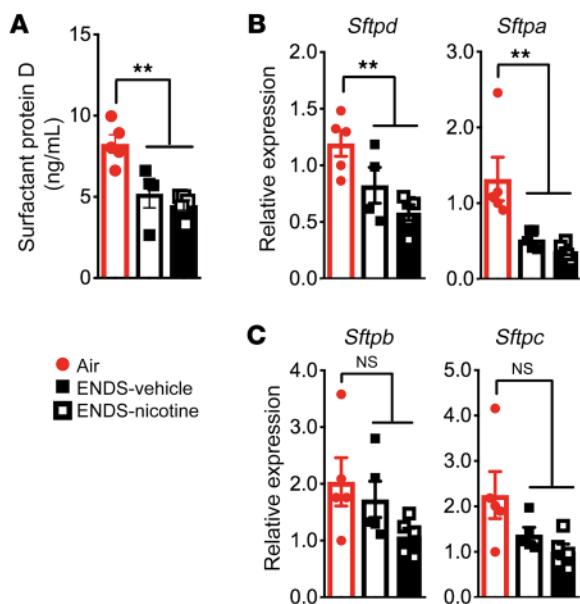 A
Surfactant protein D
(ng/mL)
15
10
5
0
**
B
Sftpd
Relative expression
2.0
1.5
1.0
0.5
0.0
**
Sftpa
3.0
2.0
1.0
0.0
**
Air
ENDS-vehicle
ENDS-nicotine
C
Sftpb
Relative expression
4.0
3.0
2.0
1.0
0.0
NS
Sftpc
5.0
4.0
3.0
2.0
1.0
0.0
NS